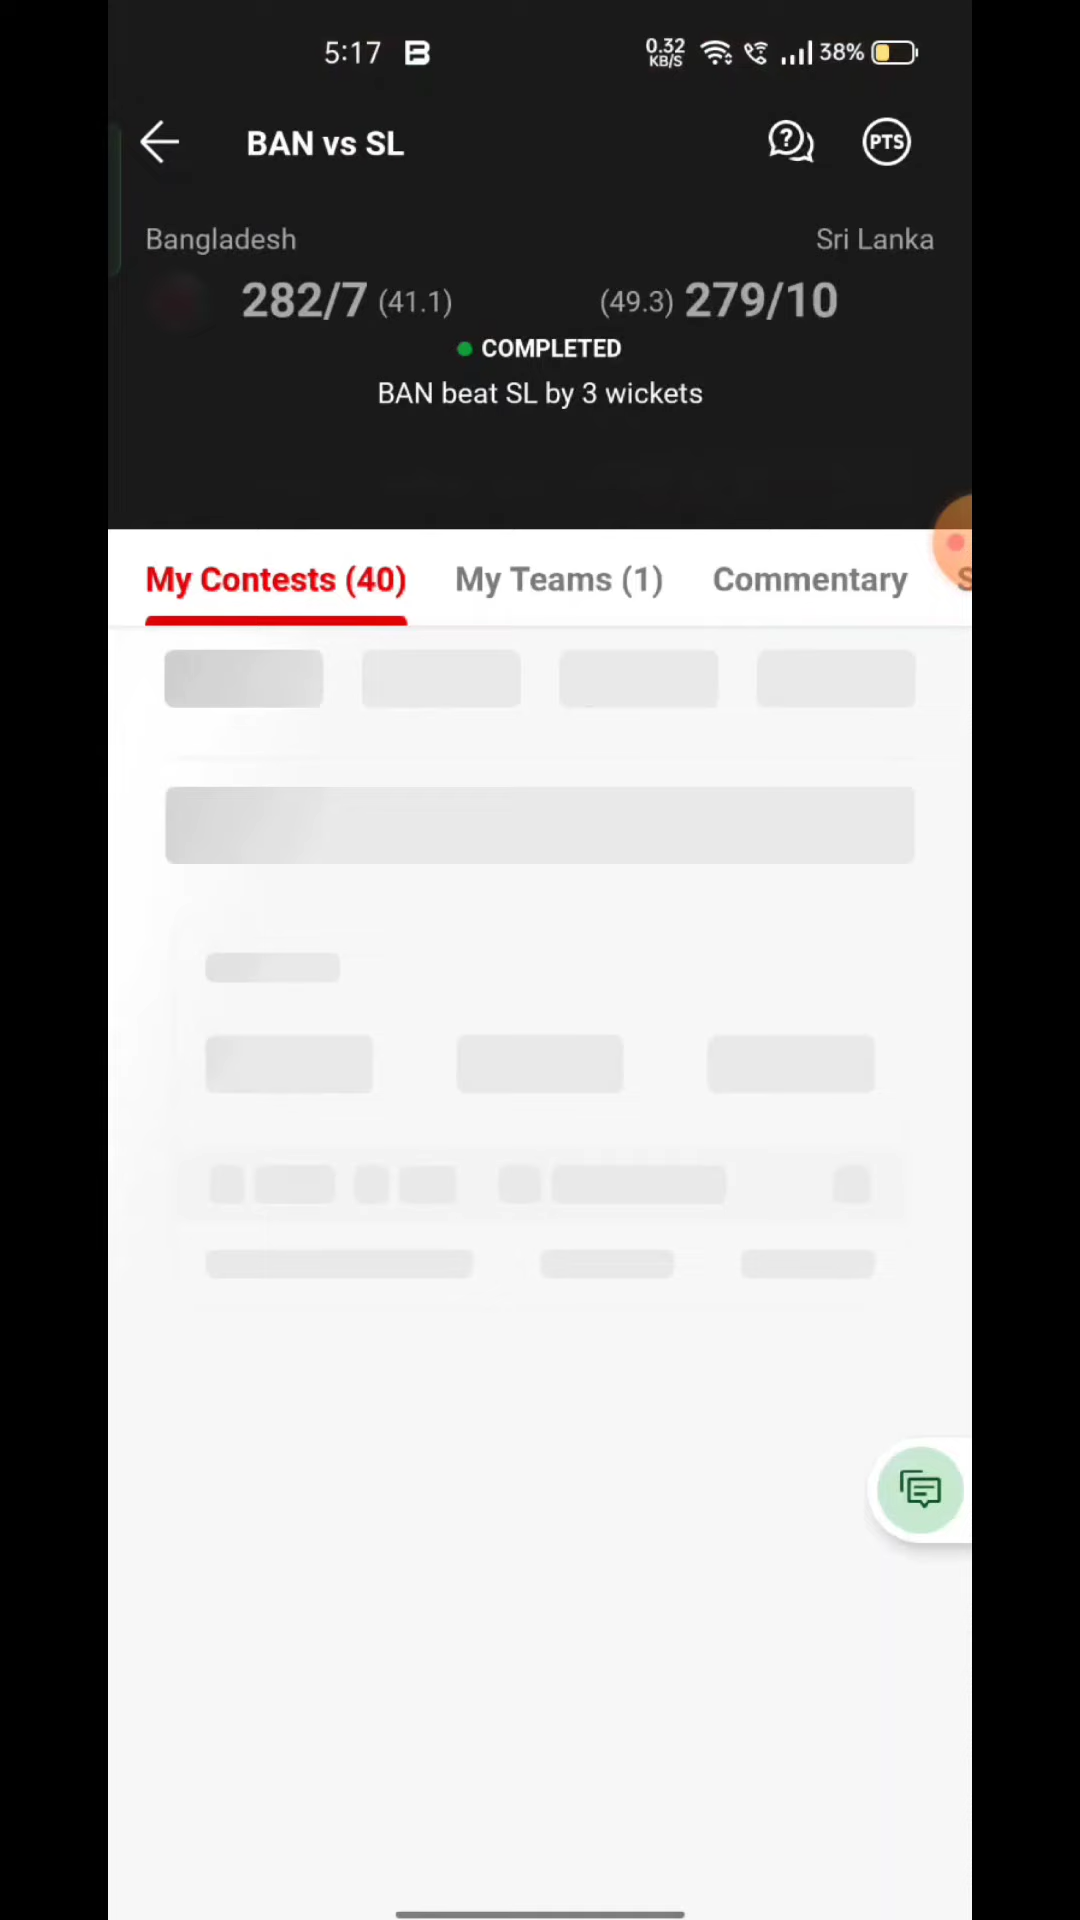 5:17 0.32 KB/S 38%
BAN vs SL PTS
Bangladesh Sri Lanka
282/7 (41.1) (49.3) 279/10
COMPLETED
BAN beat SL by 3 wickets
My Contests (40) My Teams (1) Commentary S